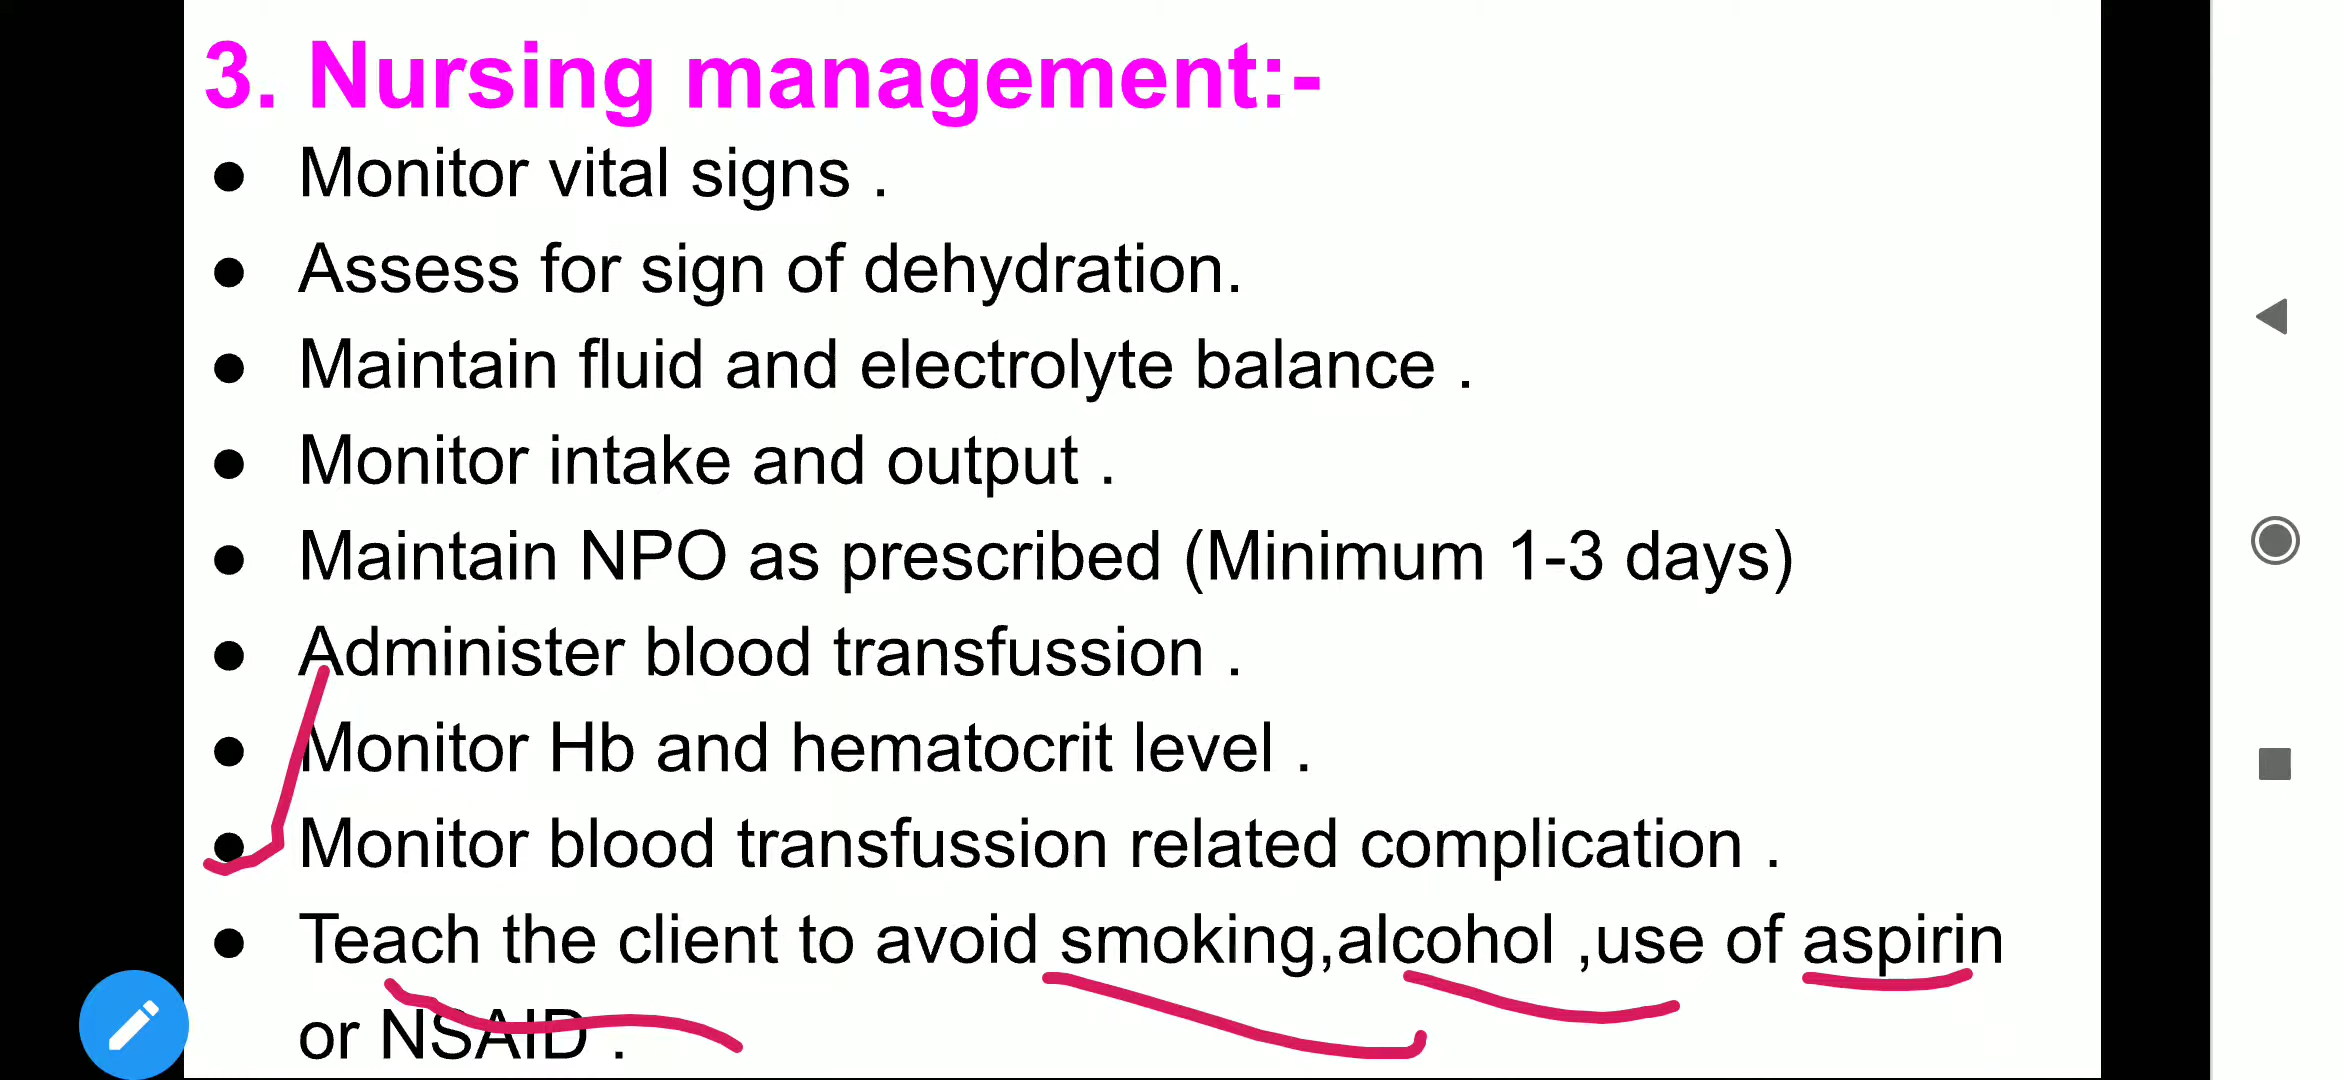 3. Nursing management:-
● Monitor vital signs .
● Assess for sign of dehydration.
● Maintain fluid and electrolyte balance .
● Monitor intake and output .
● Maintain NPO as prescribed (Minimum 1-3 days)
● Administer blood transfussion .
● Monitor Hb and hematocrit level .
● Monitor blood transfussion related complication .
● Teach the client to avoid smoking,alcohol ,use of aspirin
or NSAID .